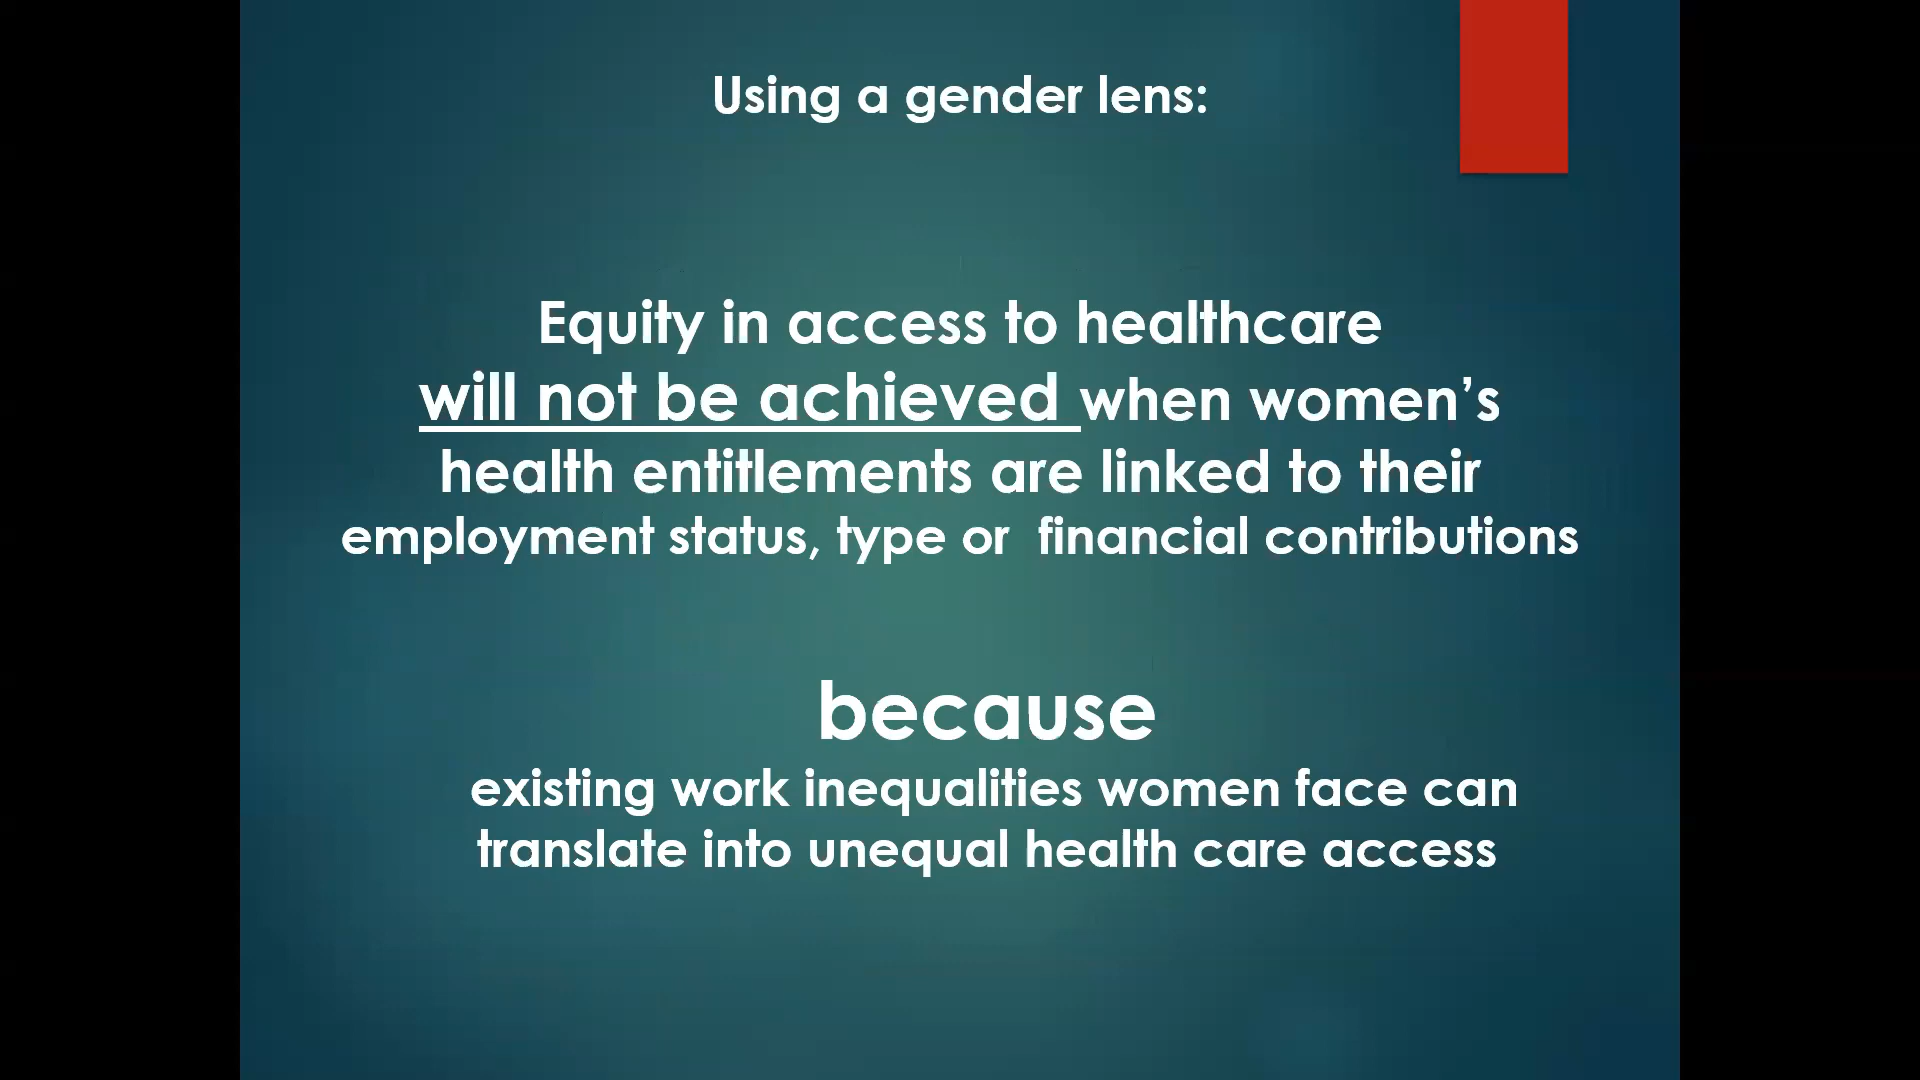 Using a gender lens:
Equity in access to healthcare
will not be achieved when women’s
health entitlements are linked to their
employment status, type or  financial contributions
because
existing work inequalities women face can
translate into unequal health care access